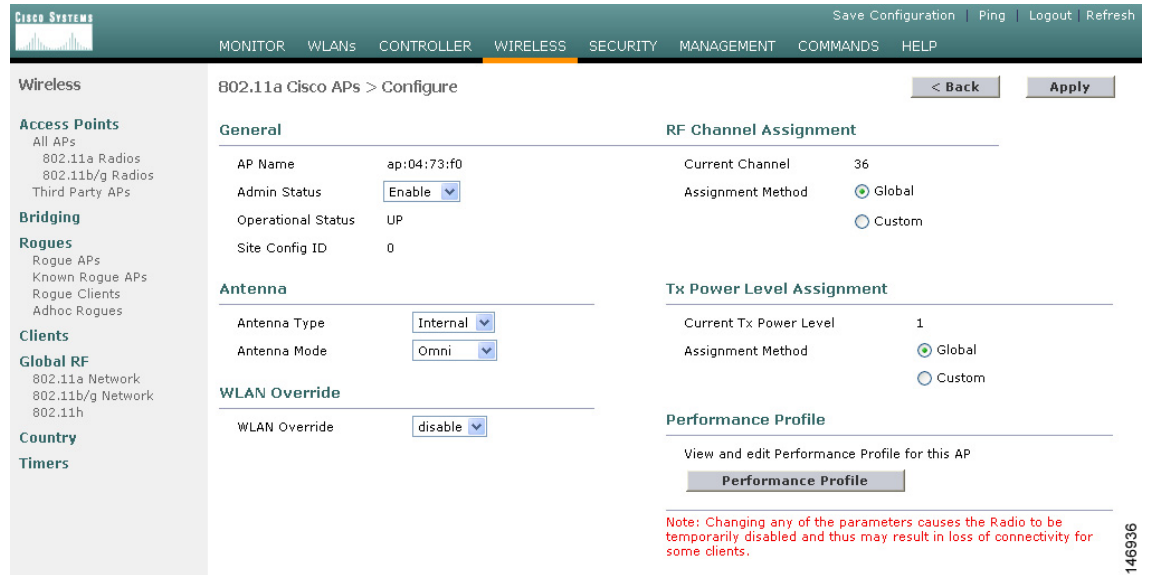 CISCO SYSTEMS
Save Configuration | Ping | Logout | Refresh
MONITOR WLANs CONTROLLER WIRELESS SECURITY MANAGEMENT COMMANDS HELP
Wireless
Access Points
All APs
802.11a Radios
802.11b/g Radios
Third Party APs
Bridging
Rogues
Rogue APs
Known Rogue APs
Rogue Clients
Adhoc Rogues
Clients
Global RF
802.11a Network
802.11b/g Network
802.11h
Country
Timers
802.11a Cisco APs > Configure
< Back Apply
General
AP Name ap:04:73:f0
Admin Status Enable
Operational Status UP
Site Config ID 0
Antenna
Antenna Type Internal
Antenna Mode Omni
WLAN Override
WLAN Override disable
RF Channel Assignment
Current Channel 36
Assignment Method Global
Custom
Tx Power Level Assignment
Current Tx Power Level 1
Assignment Method Global
Custom
Performance Profile
View and edit Performance Profile for this AP
Performance Profile
Note: Changing any of the parameters causes the Radio to be
temporarily disabled and thus may result in loss of connectivity for
some clients.
146936